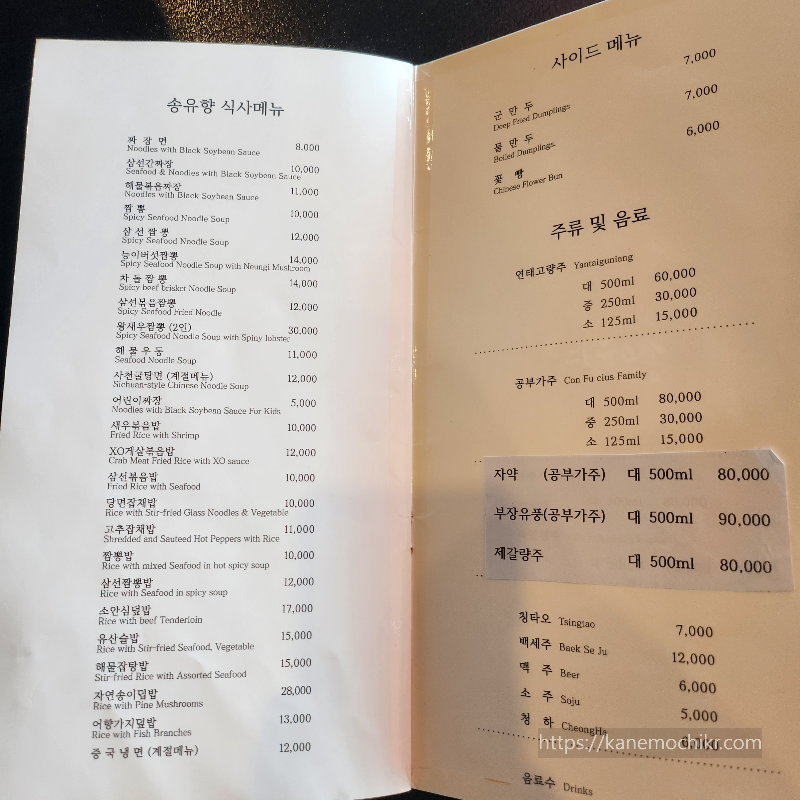 송유향 식사메뉴
짜 장 면 8,000
Noodles with Black Soybean Sauce
삼선간짜장 10,000
Seafood & Noodles with Black Soybean Sauce
해물볶음짜장 11,000
Noodles with Black Soybean Sauce
짬 뽕 10,000
Spicy Seafood Noodle Soup
삼 선 짬 뽕 12,000
Spicy Seafood Noodle Soup
능이버섯짬뽕 14,000
Spicy Seafood Noodle Soup with Neungi Mushroom
차 돌 짬 뽕 14,000
Spicy beef brisket Noodle Soup
삼선볶음짬뽕 12,000
Spicy Seafood Fried Noodle
왕새우짬뽕 (2인) 30,000
Spicy Seafood Noodle Soup with Spiny lobster
해 물 우 동 11,000
Seafood Noodle Soup
사천굴탕면 (계절메뉴) 12,000
Sichuan-style Chinese Noodle Soup
어린이짜장 5,000
Noodles with Black Soybean Sauce For Kids
새우볶음밥 10,000
Fried Rice with Shrimp
XO게살볶음밥 12,000
Crab Meat Fried Rice with XO sauce
삼선볶음밥 10,000
Fried Rice with Seafood
당면잡채밥 10,000
Rice with Stir-fried Glass Noodles & Vegetable
고추잡채밥 11,000
Shredded and Sauteed Hot Peppers with Rice
짬뽕밥 10,000
Rice with mixed Seafood in hot spicy soup
삼선짬뽕밥 12,000
Rice with Seafood in spicy soup
소안심덮밥 17,000
Rice with beef Tenderloin
유산슬밥 15,000
Rice with Stir-fried Seafood, Vegetable
해물잡탕밥 15,000
Stir-fried Rice with Assorted Seafood
자연송이덮밥 28,000
Rice with Pine Mushrooms
어향가지덮밥 13,000
Rice with Fish Branches
중 국 냉 면 (계절메뉴) 12,000
사이드 메뉴
군 만 두 7,000
Deep Fried Dumplings
물 만 두 7,000
Boiled Dumplings
꽃 빵 6,000
Chinese Flower Bun
주류 및 음료
연태고량주 Yantaiguniang
대 500ml 60,000
중 250ml 30,000
소 125ml 15,000
공부가주 Con Fu cius Family
대 500ml 80,000
중 250ml 30,000
소 125ml 15,000
자약 (공부가주) 대 500ml 80,000
부장유풍(공부가주) 대 500ml 90,000
제갈량주 대 500ml 80,000
칭타오 Tsingtao 7,000
백세주 Baek Se Ju 12,000
맥 주 Beer 6,000
소 주 Soju 5,000
청 하 CheongHa
https://kanemochikr.com
음료수 Drinks